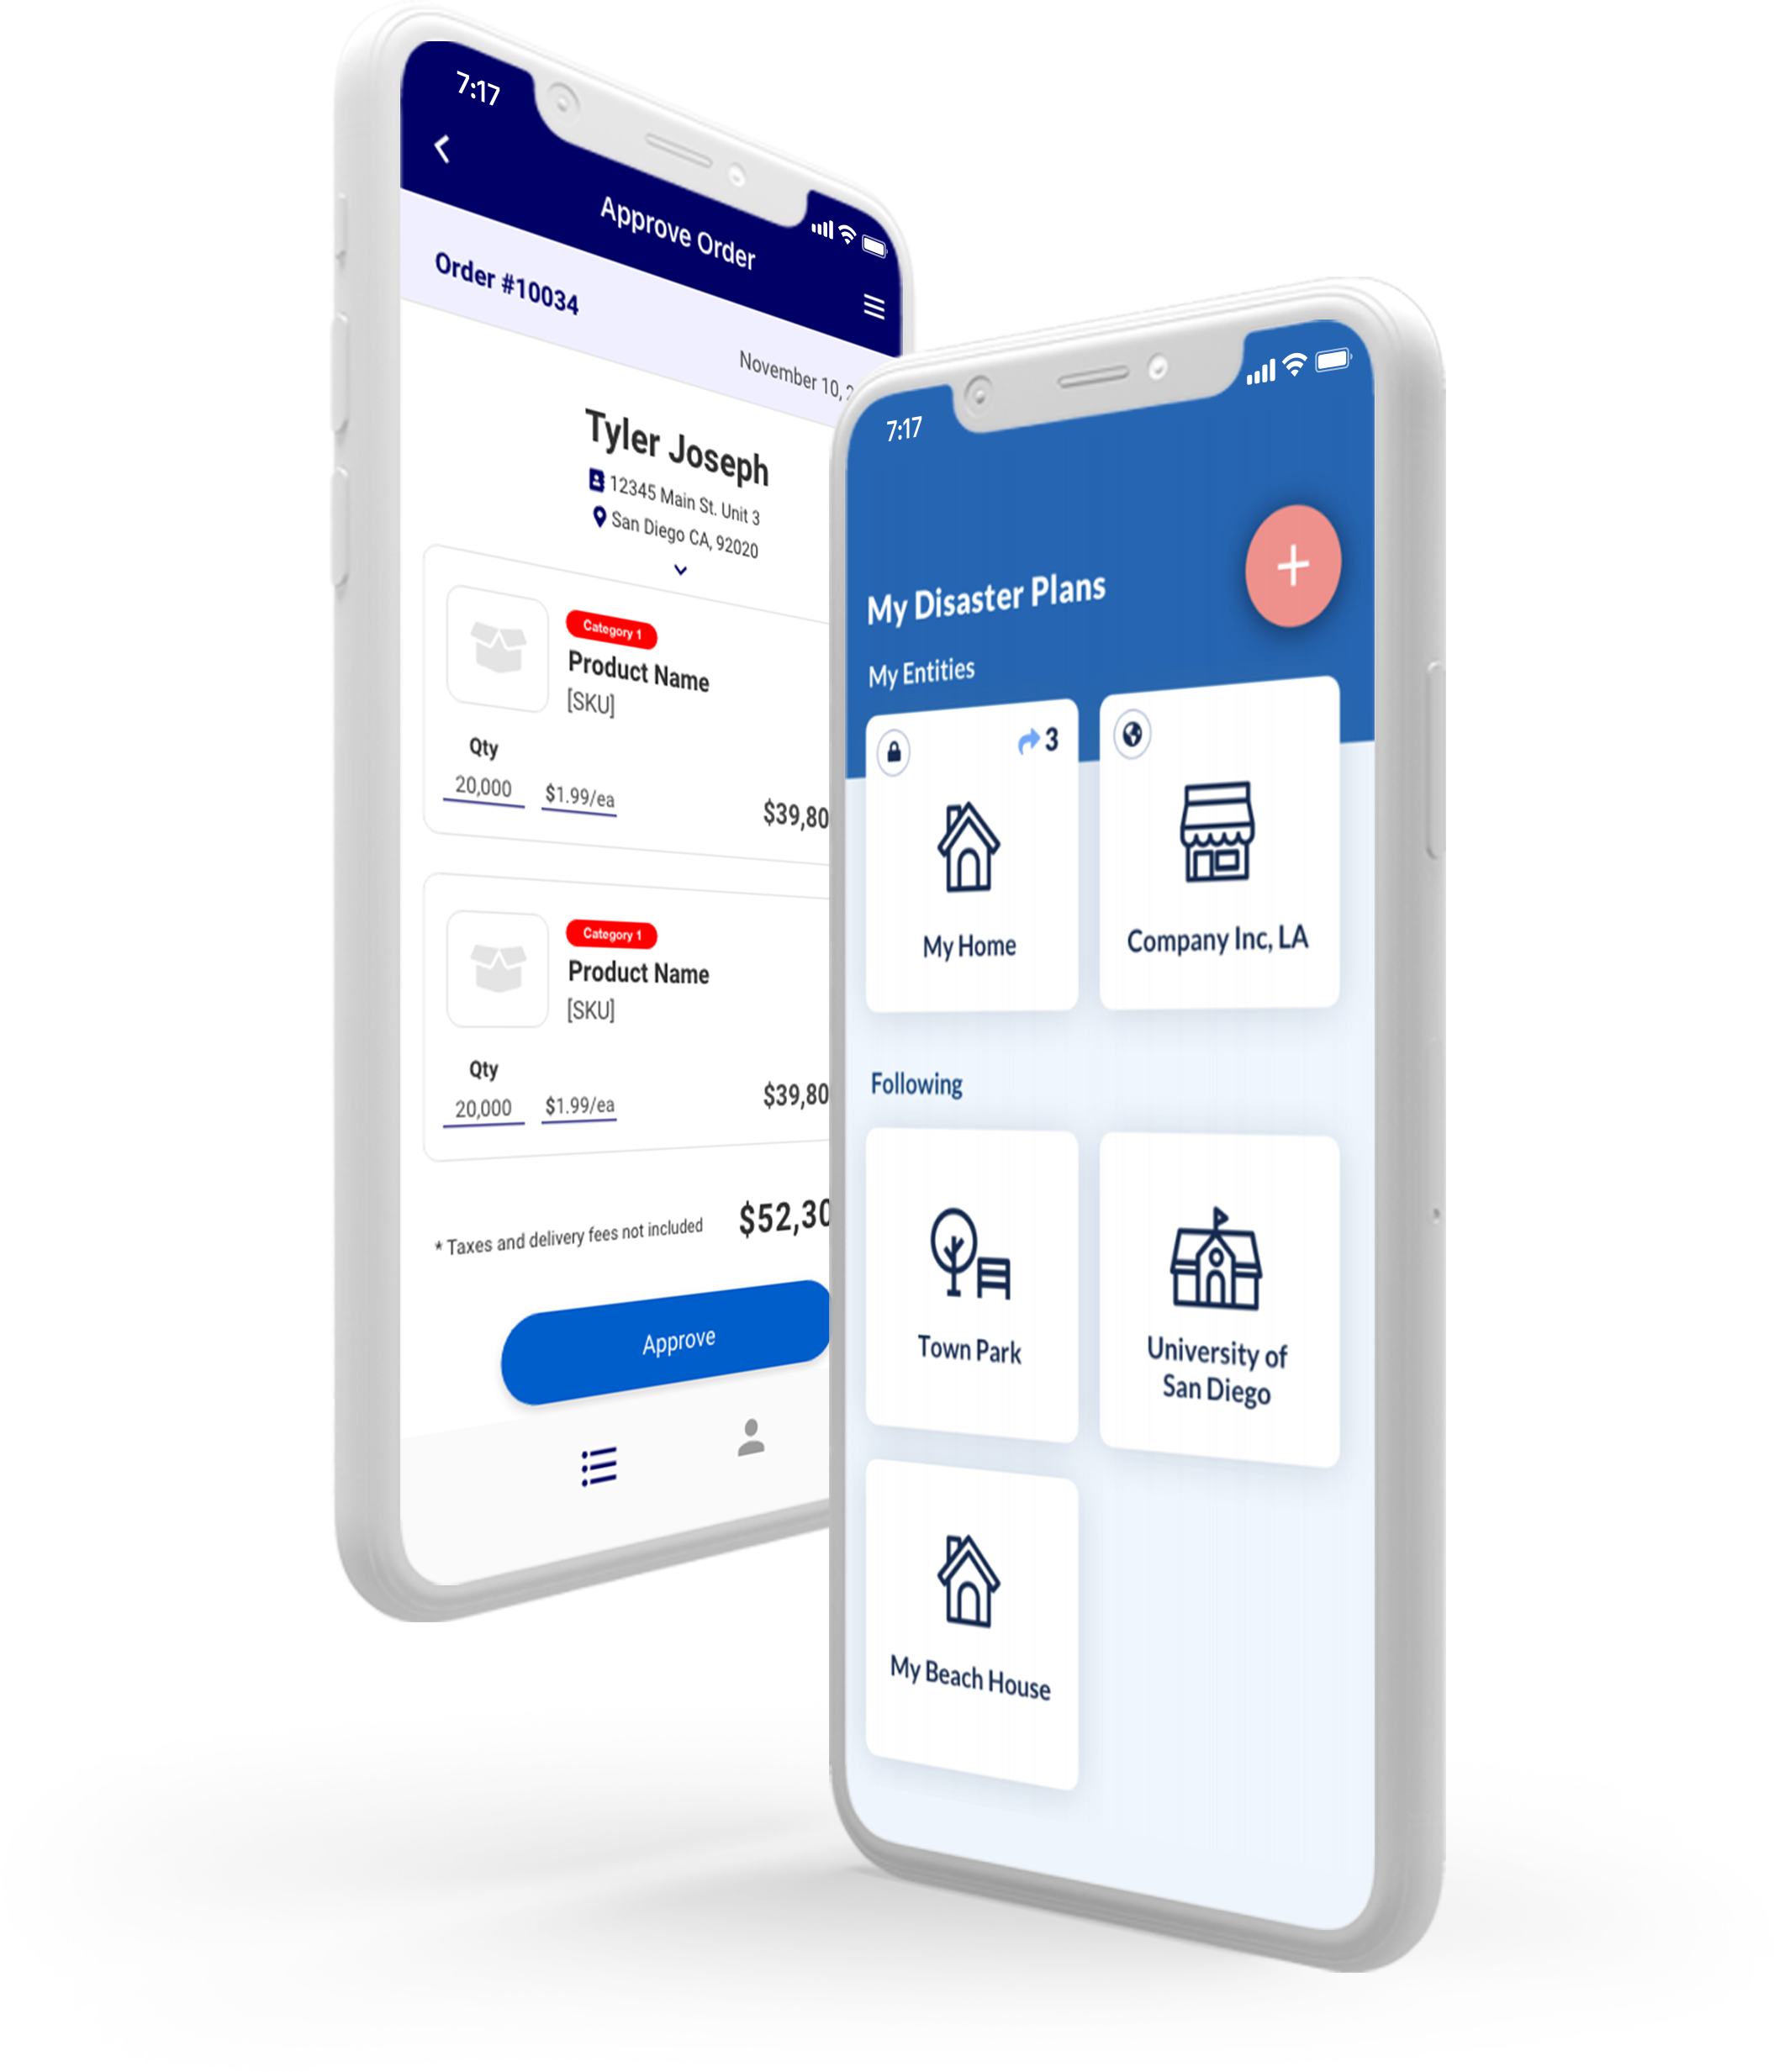 7:17
Approve Order
Order #10034
November 10,
Tyler Joseph
12345 Main St. Unit 3
San Diego CA, 92020
Category 1
Product Name
[SKU]
Qty
20,000 $1.99/ea $39,80
Category 1
Product Name
[SKU]
Qty
20,000 $1.99/ea $39,80
* Taxes and delivery fees not included $52,30
Approve
7:17
My Disaster Plans
+
My Entities
3
My Home
Company Inc, LA
Following
Town Park
University of
San Diego
My Beach House